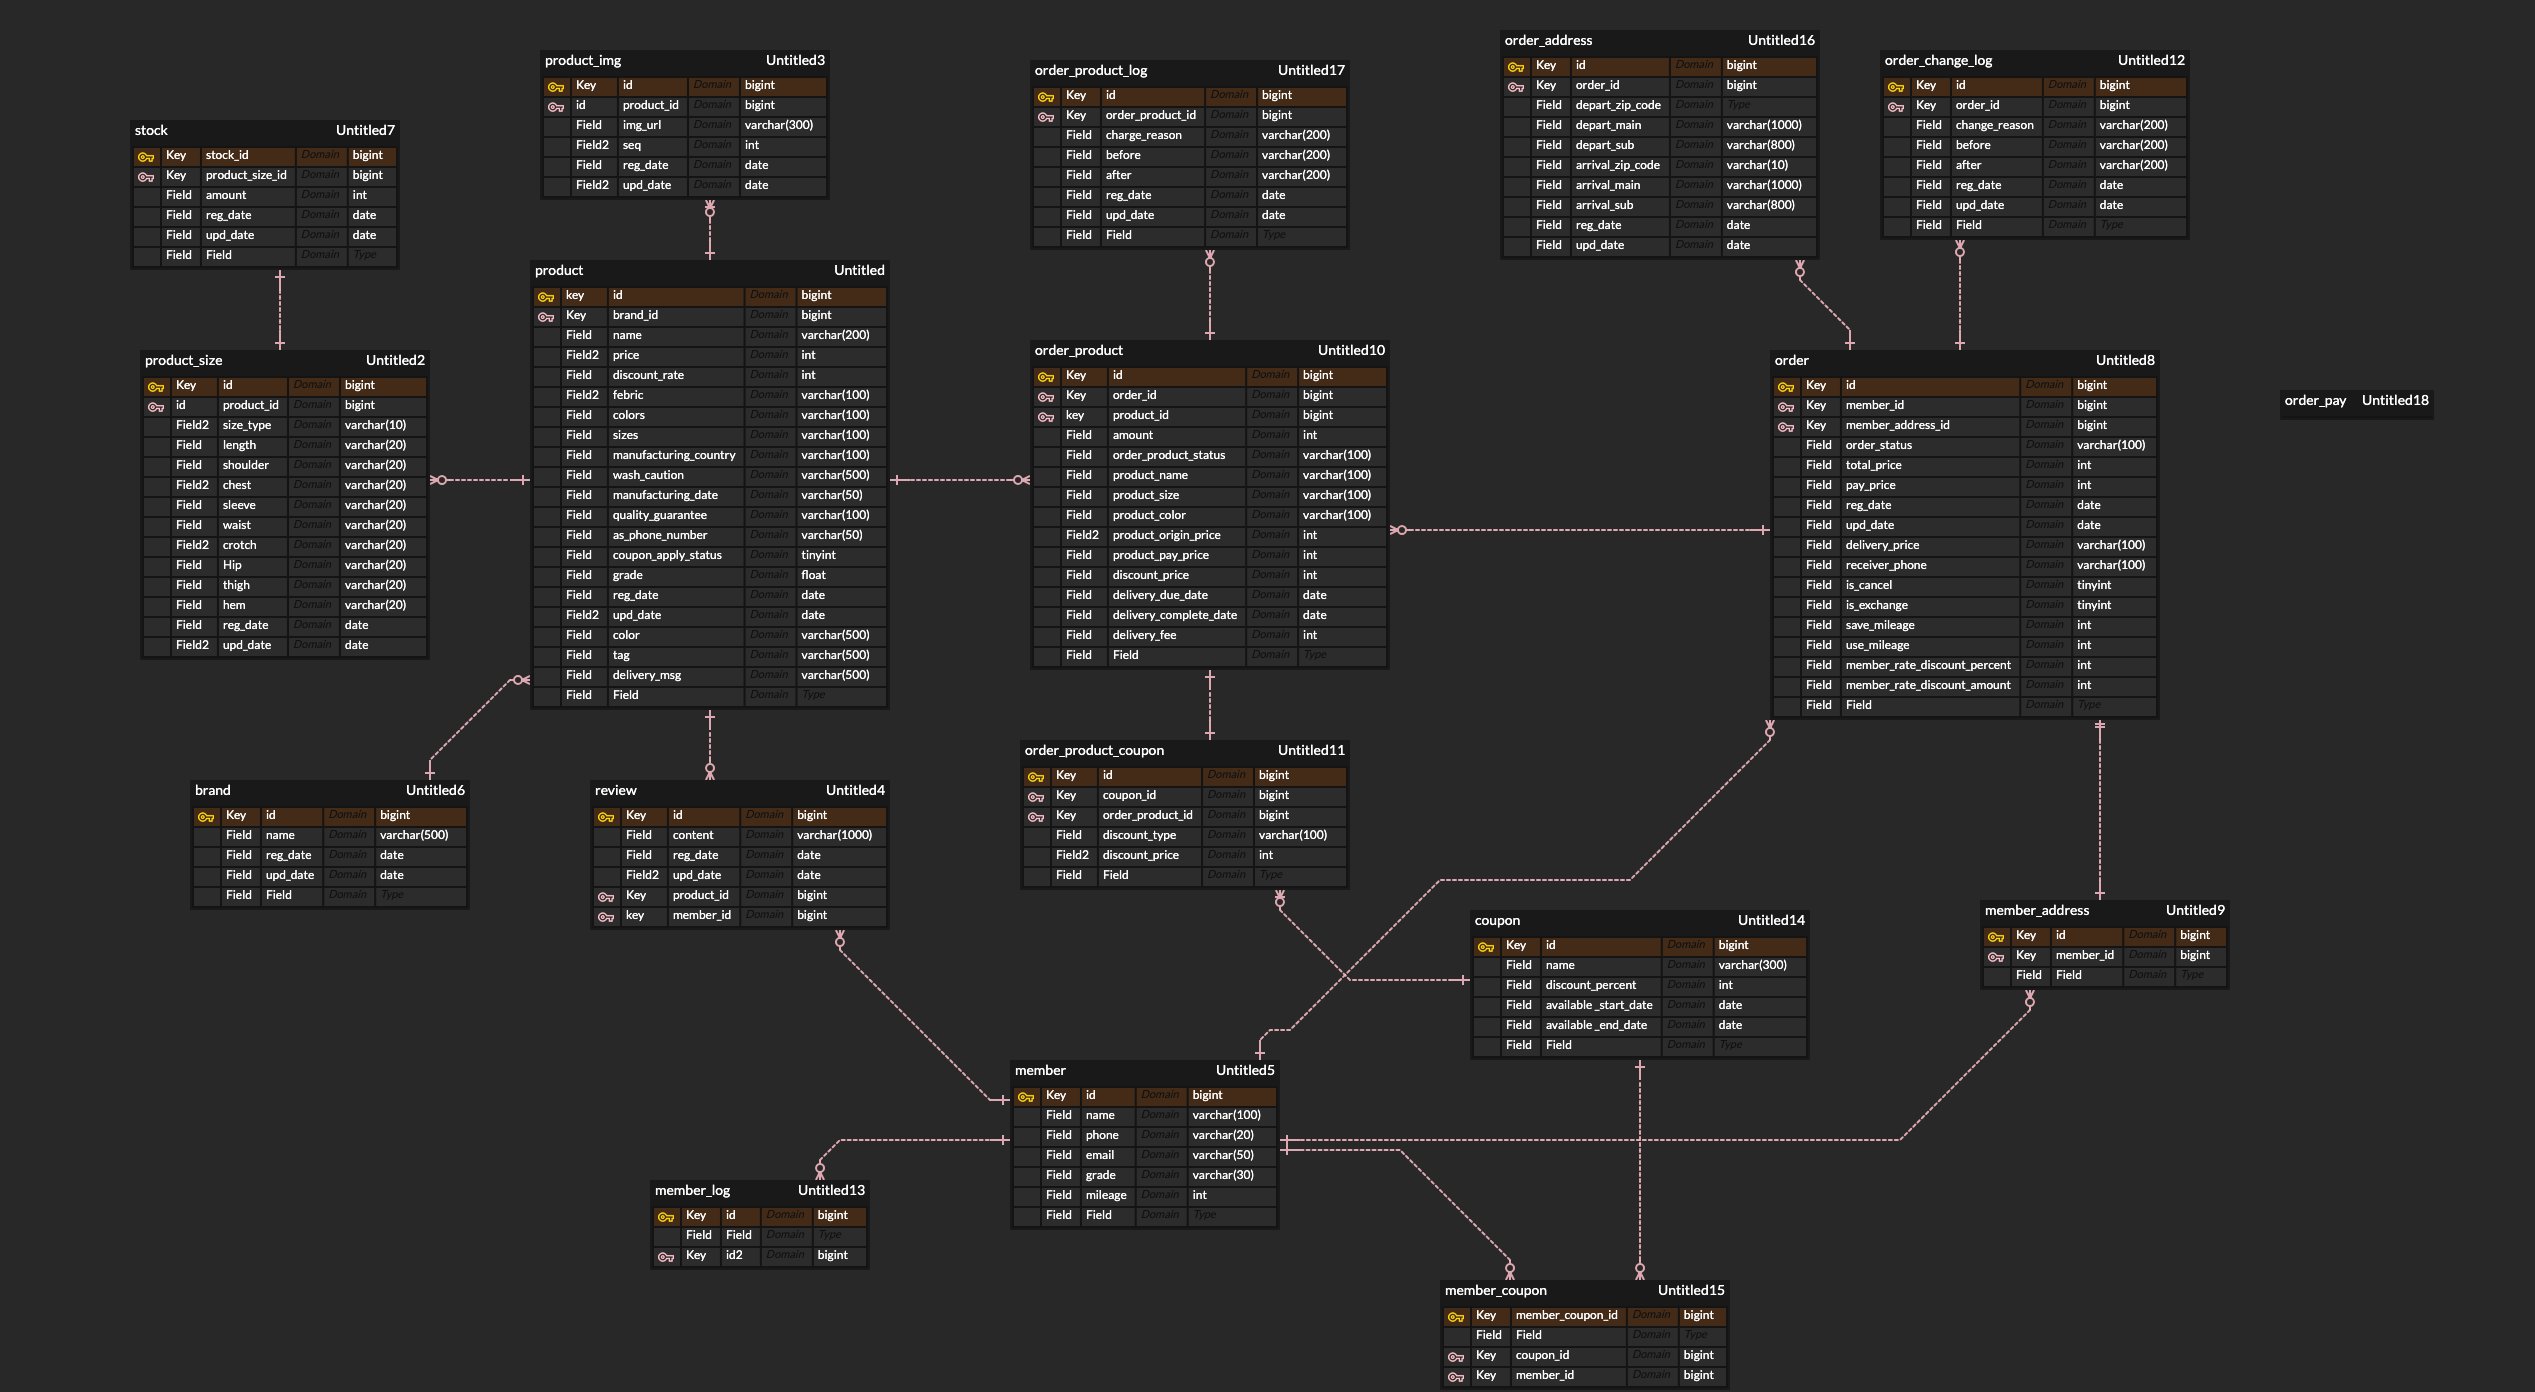 order_address Untitled16
Key id Domain bigint
Key order_id Domain bigint
Field depart_zip_code Domain Type
Field depart_main Domain varchar(1000)
Field depart_sub Domain varchar(800)
Field arrival_zip_code Domain varchar(10)
Field arrival_main Domain varchar(1000)
Field arrival_sub Domain varchar(800)
Field reg_date Domain date
Field upd_date Domain date
product_img Untitled3
Key id Domain bigint
id product_id Domain bigint
Field img_url Domain varchar(300)
Field2 seq Domain int
Field reg_date Domain date
Field2 upd_date Domain date
order_change_log Untitled12
Key id Domain bigint
Key order_id Domain bigint
Field change_reason Domain varchar(200)
Field before Domain varchar(200)
Field after Domain varchar(200)
Field reg_date Domain date
Field upd_date Domain date
Field Field Domain Type
order_product_log Untitled17
Key id Domain bigint
Key order_product_id Domain bigint
Field charge_reason Domain varchar(200)
Field before Domain varchar(200)
Field after Domain varchar(200)
Field reg_date Domain date
Field upd_date Domain date
Field Field Domain Type
stock Untitled7
Key stock_id Domain bigint
Key product_size_id Domain bigint
Field amount Domain int
Field reg_date Domain date
Field upd_date Domain date
Field Field Domain Type
product Untitled
key id Domain bigint
Key brand_id Domain bigint
Field name Domain varchar(200)
Field2 price Domain int
Field discount_rate Domain int
Field2 febric Domain varchar(100)
Field colors Domain varchar(100)
Field sizes Domain varchar(100)
Field manufacturing_country Domain varchar(100)
Field wash_caution Domain varchar(500)
Field manufacturing_date Domain varchar(50)
Field quality_guarantee Domain varchar(100)
Field as_phone_number Domain varchar(50)
Field coupon_apply_status Domain tinyint
Field grade Domain float
Field reg_date Domain date
Field2 upd_date Domain date
Field color Domain varchar(500)
Field tag Domain varchar(500)
Field delivery_msg Domain varchar(500)
Field Field Domain Type
order_product Untitled10
Key id Domain bigint
Key order_id Domain bigint
key product_id Domain bigint
Field amount Domain int
Field order_product_status Domain varchar(100)
Field product_name Domain varchar(100)
Field product_size Domain varchar(100)
Field product_color Domain varchar(100)
Field2 product_origin_price Domain int
Field product_pay_price Domain int
Field discount_price Domain int
Field delivery_due_date Domain date
Field delivery_complete_date Domain date
Field delivery_fee Domain int
Field Field Domain Type
product_size Untitled2
Key id Domain bigint
id product_id Domain bigint
Field2 size_type Domain varchar(10)
Field length Domain varchar(20)
Field shoulder Domain varchar(20)
Field2 chest Domain varchar(20)
Field sleeve Domain varchar(20)
Field waist Domain varchar(20)
Field2 crotch Domain varchar(20)
Field Hip Domain varchar(20)
Field thigh Domain varchar(20)
Field hem Domain varchar(20)
Field reg_date Domain date
Field2 upd_date Domain date
order Untitled8
Key id Domain bigint
Key member_id Domain bigint
Key member_address_id Domain bigint
Field order_status Domain varchar(100)
Field total_price Domain int
Field pay_price Domain int
Field reg_date Domain date
Field upd_date Domain date
Field delivery_price Domain varchar(100)
Field receiver_phone Domain varchar(100)
Field is_cancel Domain tinyint
Field is_exchange Domain tinyint
Field save_mileage Domain int
Field use_mileage Domain int
Field member_rate_discount_percent Domain int
Field member_rate_discount_amount Domain int
Field Field Domain Type
order_pay Untitled18
order_product_coupon Untitled11
Key id Domain bigint
Key coupon_id Domain bigint
Key order_product_id Domain bigint
Field discount_type Domain varchar(100)
Field2 discount_price Domain int
Field Field Domain Type
brand Untitled6
Key id Domain bigint
Field name Domain varchar(500)
Field reg_date Domain date
Field upd_date Domain date
Field Field Domain Type
review Untitled4
Key id Domain bigint
Field content Domain varchar(1000)
Field reg_date Domain date
Field2 upd_date Domain date
Key product_id Domain bigint
key member_id Domain bigint
member_address Untitled9
Key id Domain bigint
Key member_id Domain bigint
Field Field Domain Type
coupon Untitled14
Key id Domain bigint
Field name Domain varchar(300)
Field discount_percent Domain int
Field available _start_date Domain date
Field available _end_date Domain date
Field Field Domain Type
member Untitled5
Key id Domain bigint
Field name Domain varchar(100)
Field phone Domain varchar(20)
Field email Domain varchar(50)
Field grade Domain varchar(30)
Field mileage Domain int
Field Field Domain Type
member_log Untitled13
Key id Domain bigint
Field Field Domain Type
Key id2 Domain bigint
member_coupon Untitled15
Key member_coupon_id Domain bigint
Field Field Domain Type
Key coupon_id Domain bigint
Key member_id Domain bigint